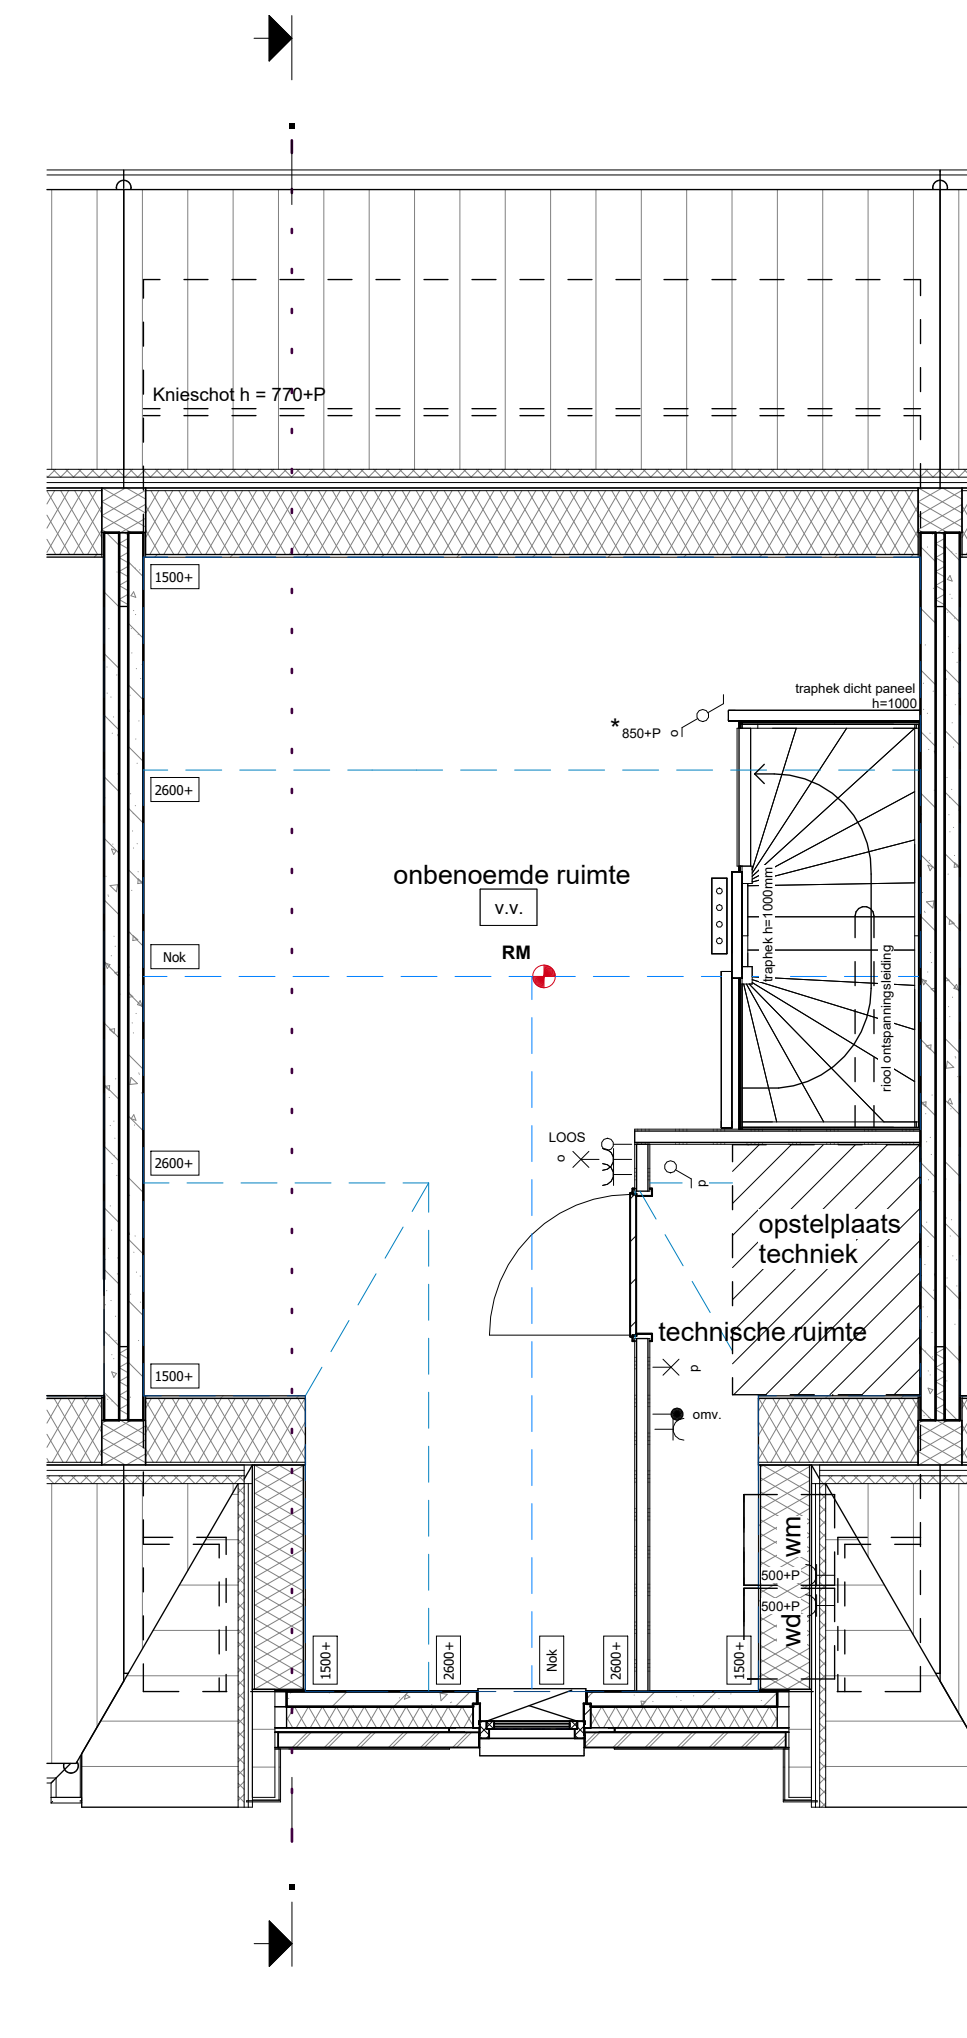 Knieschot h = 770+P
1500+
traphek dicht paneel
h=1000
* 850+P
2600+
onbenoemde ruimte
v.v.
traphek h=1000mm
RM
Nok
riool ontspanningsleiding
LOOS
2600+
p
opstelplaats
techniek
technische ruimte
p
1500+
omv.
wm
500+P
500+P
wd
1500+
2600+
Nok
2600+
1500+